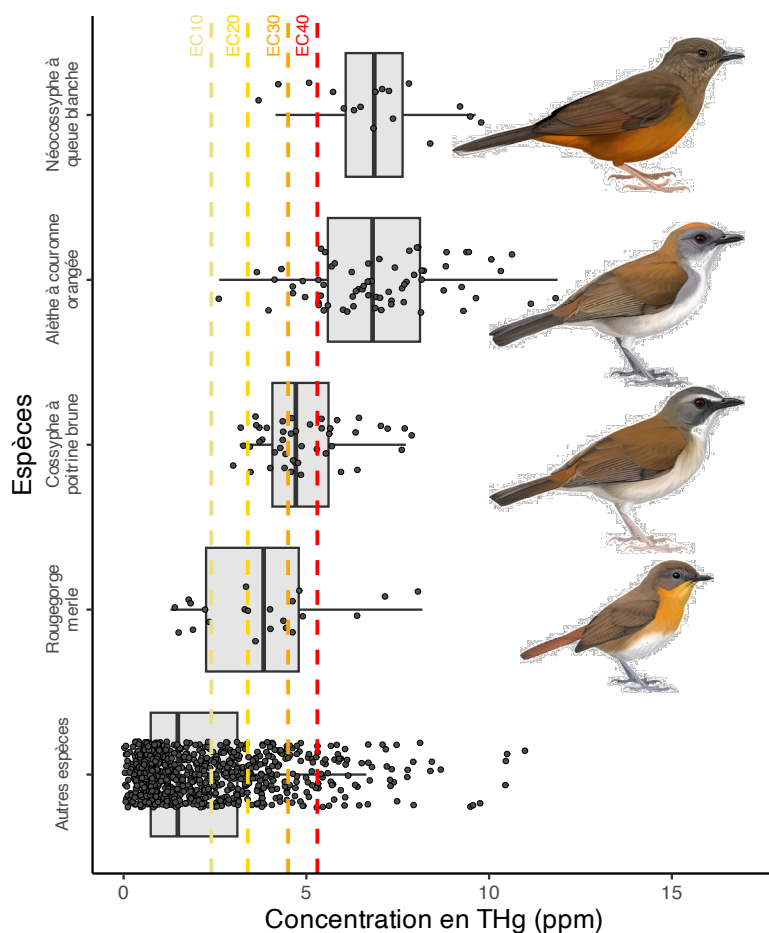 EC10
EC20
EC30
EC40
Espèces
Néocossyphe à
queue blanche
Alèthe à couronne
orangée
Cossyphe à
poitrine brune
Rougegorge
merle
Autres espèces
0
5
10
15
Concentration en THg (ppm)